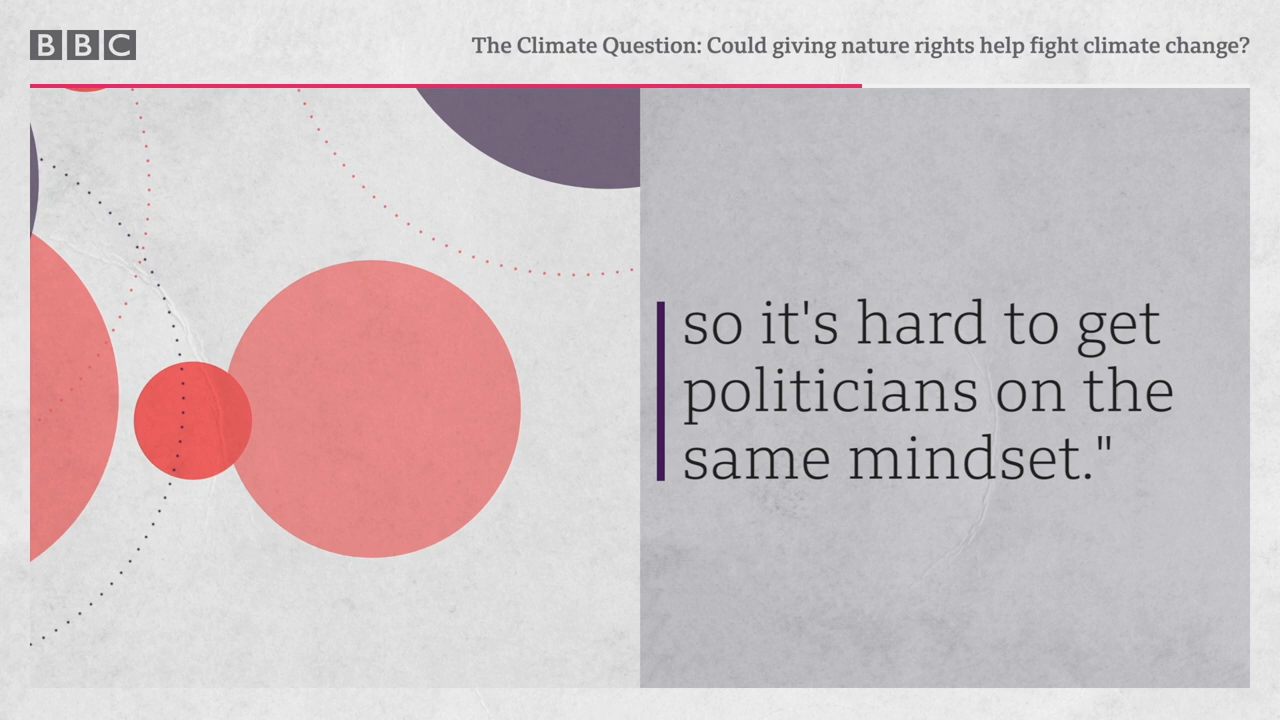 BBC
The Climate Question: Could giving nature rights help fight climate change?
so it's hard to get
politicians on the
same mindset."